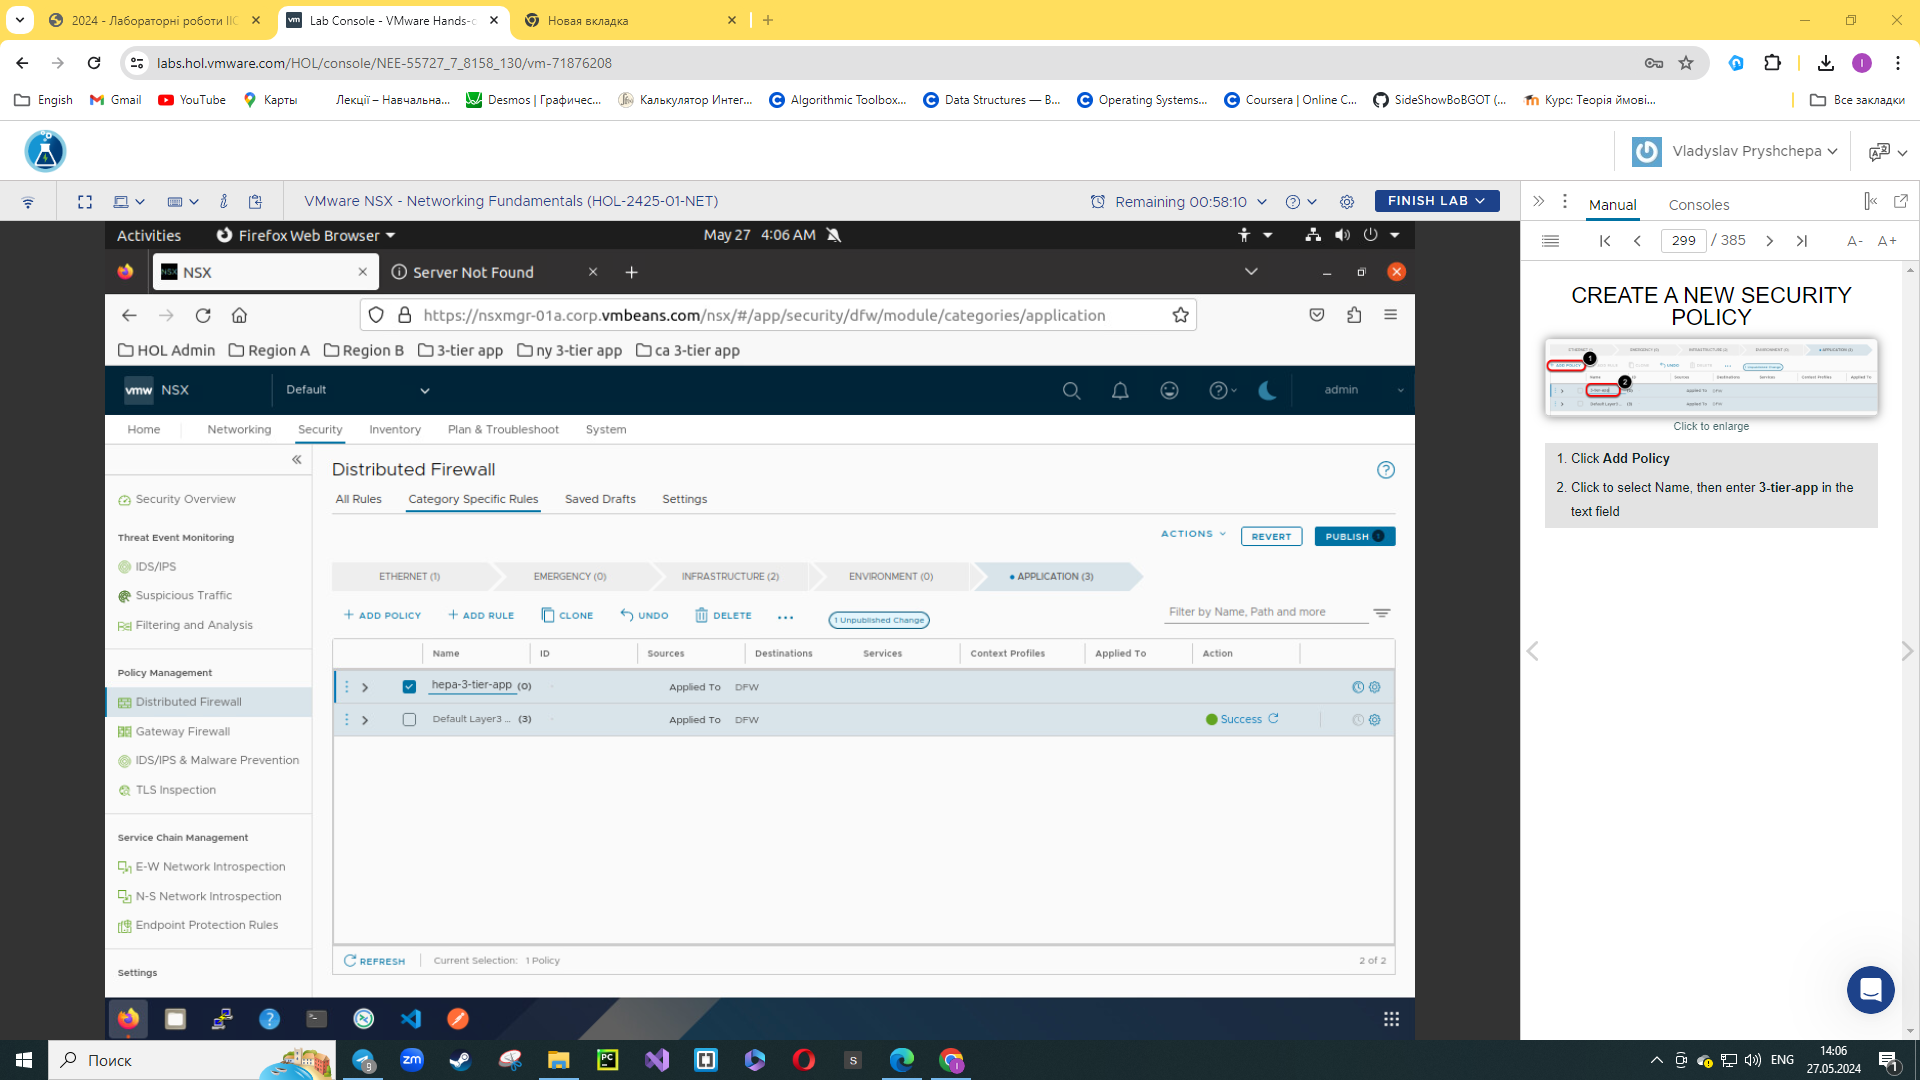 2024 - Лабораторні роботи ІІС
Lab Console - VMware Hands-o
Новая вкладка
labs.hol.vmware.com/HOL/console/NEE-55727_7_8158_130/vm-71876208
Engish
Gmail
YouTube
Карты
Лекції – Навчальна...
Desmos | Графичес...
Калькулятор Интег...
Algorithmic Toolbox...
Data Structures — В...
Operating Systems...
Coursera | Online C...
SideShowBoBGOT (...
Курс: Теорія ймові...
Все закладки
Vladyslav Pryshchepa
VMware NSX - Networking Fundamentals (HOL-2425-01-NET)
Remaining 00:58:10
FINISH LAB
Manual
Consoles
299 / 385
A- A+
Activities
Firefox Web Browser
May 27 4:06 AM
NSX
Server Not Found
https://nsxmgr-01a.corp.vmbeans.com/nsx/#/app/security/dfw/module/categories/application
HOL Admin
Region A
Region B
3-tier app
ny 3-tier app
ca 3-tier app
vmw NSX
Default
admin
Home
Networking
Security
Inventory
Plan & Troubleshoot
System
Security Overview
Threat Event Monitoring
IDS/IPS
Suspicious Traffic
Filtering and Analysis
Policy Management
Distributed Firewall
Gateway Firewall
IDS/IPS & Malware Prevention
TLS Inspection
Service Chain Management
E-W Network Introspection
N-S Network Introspection
Endpoint Protection Rules
Settings
Distributed Firewall
All Rules
Category Specific Rules
Saved Drafts
Settings
ACTIONS
REVERT
PUBLISH 1
ETHERNET (1)
EMERGENCY (0)
INFRASTRUCTURE (2)
ENVIRONMENT (0)
APPLICATION (3)
+ ADD POLICY
+ ADD RULE
CLONE
UNDO
DELETE
...
1 Unpublished Change
Filter by Name, Path and more
Name ID Sources Destinations Services Context Profiles Applied To Action
hepa-3-tier-app (0) Applied To DFW
Default Layer3 ... (3) Applied To DFW Success
REFRESH
Current Selection: 1 Policy
2 of 2
CREATE A NEW SECURITY
POLICY
Click to enlarge
1. Click Add Policy
2. Click to select Name, then enter 3-tier-app in the
text field
Поиск
ENG
14:06
27.05.2024